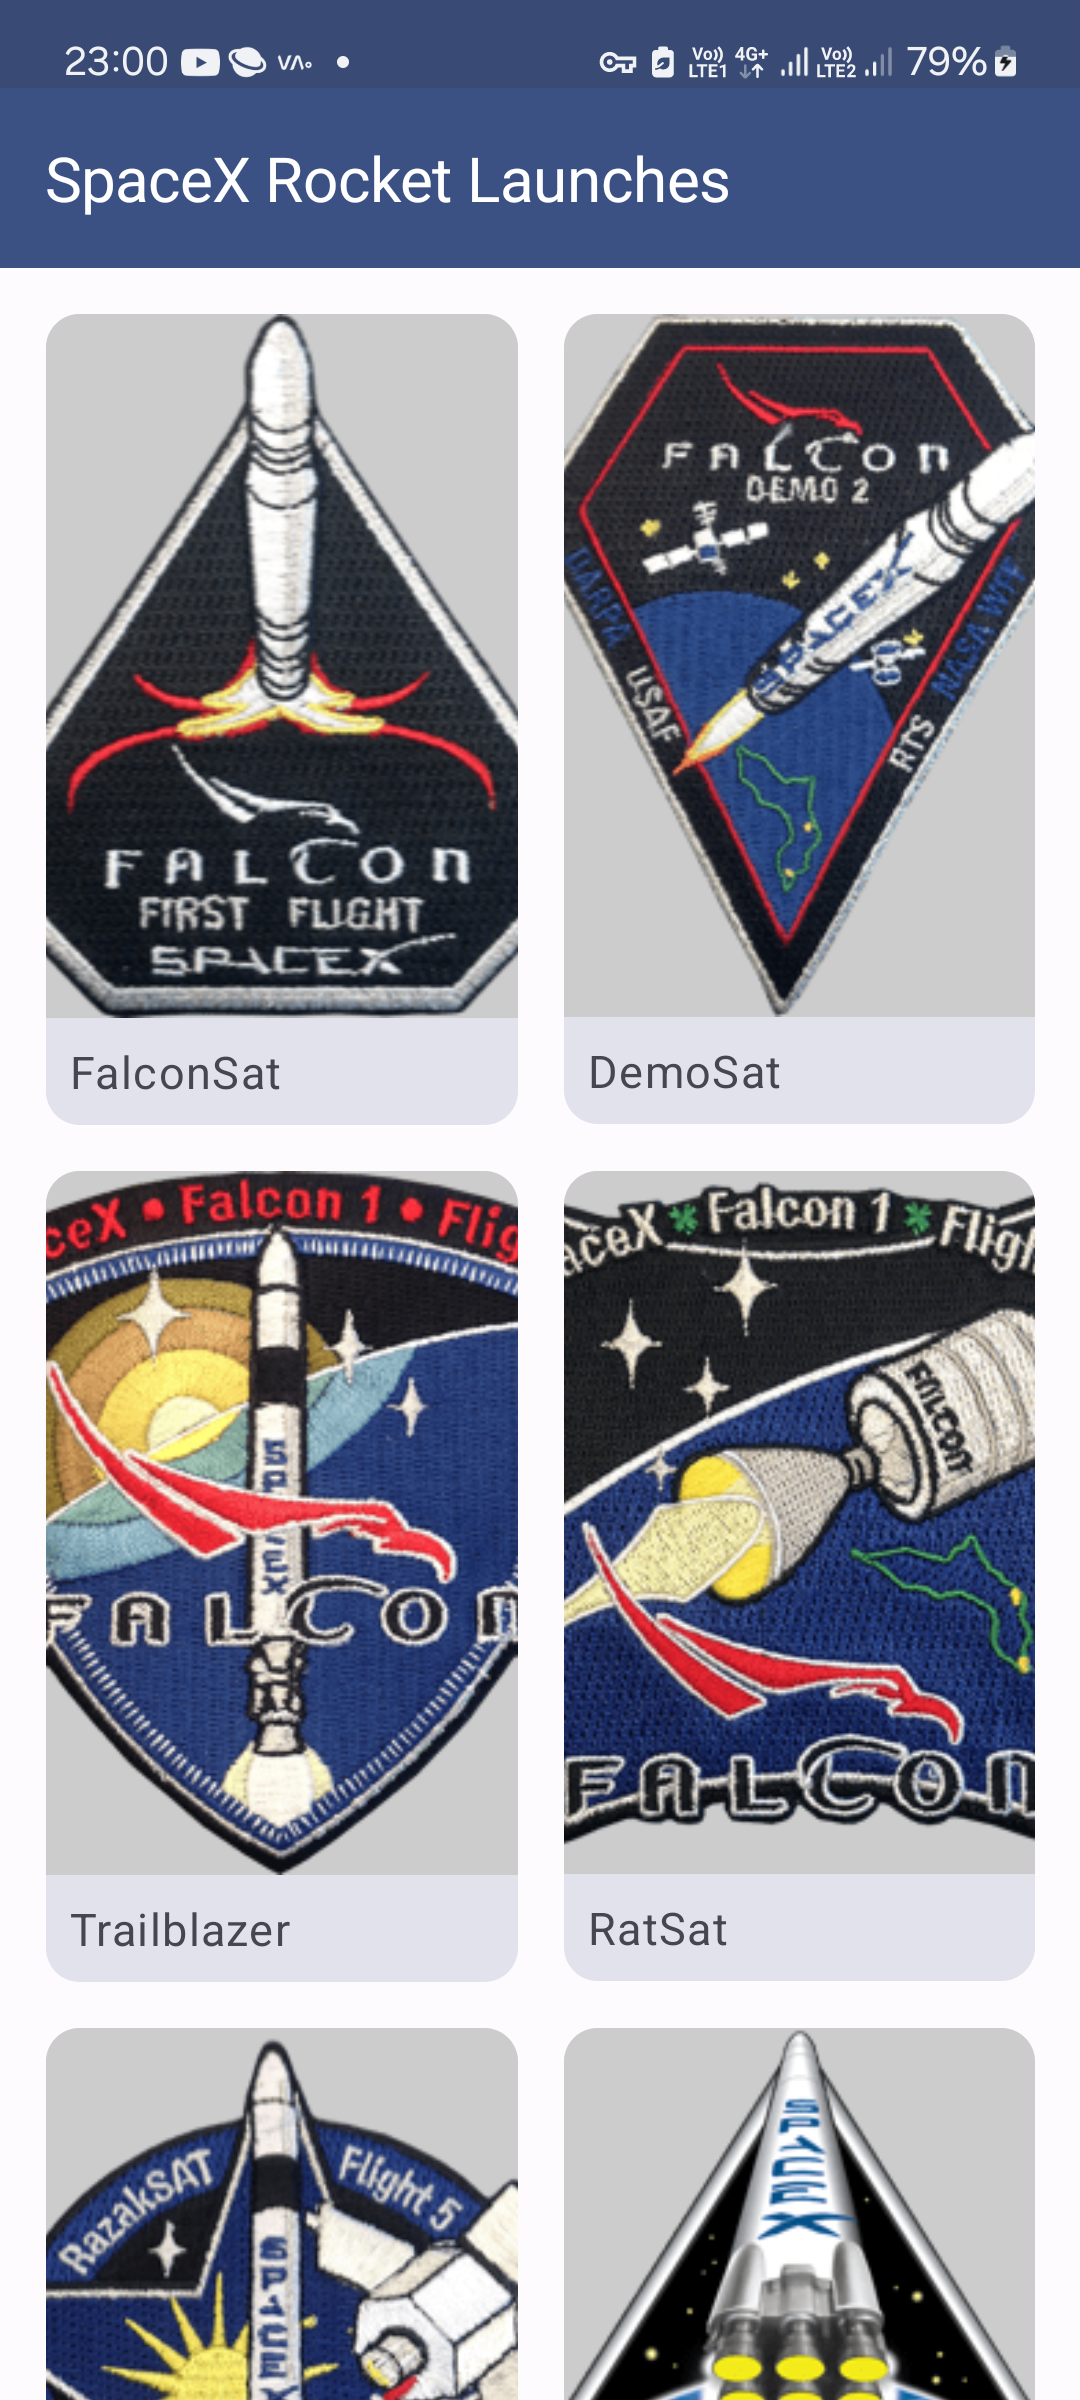 23:00 VΛ Vo)) LTE1 4G+ Vo)) LTE2 79%
SpaceX Rocket Launches
FALCON
FIRST FLIGHT
SPACEX
FalconSat
FALCON
DEMO 2
SPACEX
DARPA USAF
RTS NASA WFF
DemoSat
ceX • Falcon 1 • Flig
SPACEX
FALCON
Trailblazer
aceX Falcon 1 Fligh
FALCON
FALCON
RatSat
RazakSAT Flight 5
SPACE
SPACEX